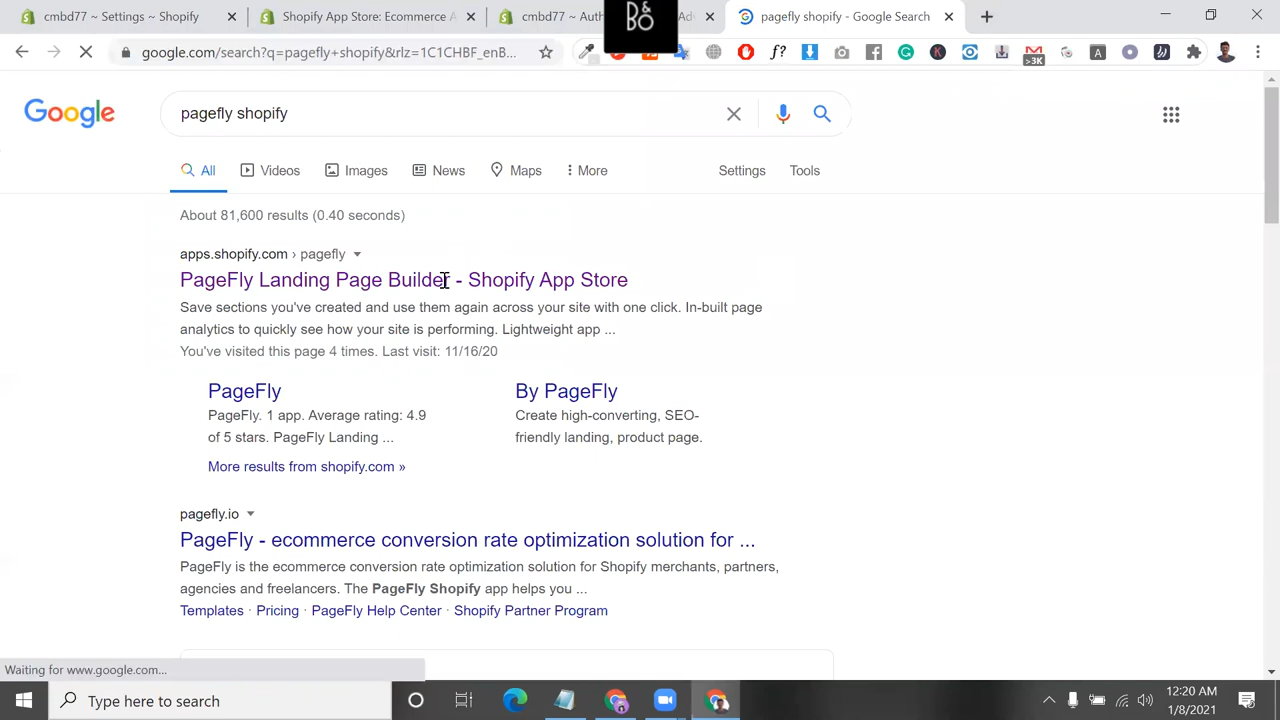 cmbd77 ~ Settings ~ Shopify
Shopify App Store: Ecommerce A
cmbd77 ~ Auth
pagefly shopify - Google Search
D&
BO
google.com/search?q=pagefly+shopify&rlz=1C1CHBF_enB...
f?
K
A
>3K
Google
pagefly shopify
All
Videos
Images
News
Maps
More
Settings
Tools
About 81,600 results (0.40 seconds)
apps.shopify.com › pagefly
PageFly Landing Page Builder - Shopify App Store
Save sections you've created and use them again across your site with one click. In-built page
analytics to quickly see how your site is performing. Lightweight app ...
You've visited this page 4 times. Last visit: 11/16/20
PageFly
PageFly. 1 app. Average rating: 4.9
of 5 stars. PageFly Landing ...
More results from shopify.com »
By PageFly
Create high-converting, SEO-
friendly landing, product page.
pagefly.io
PageFly - ecommerce conversion rate optimization solution for ...
PageFly is the ecommerce conversion rate optimization solution for Shopify merchants, partners,
agencies and freelancers. The PageFly Shopify app helps you ...
Templates · Pricing · PageFly Help Center · Shopify Partner Program
Waiting for www.google.com...
Type here to search
12:20 AM
1/8/2021